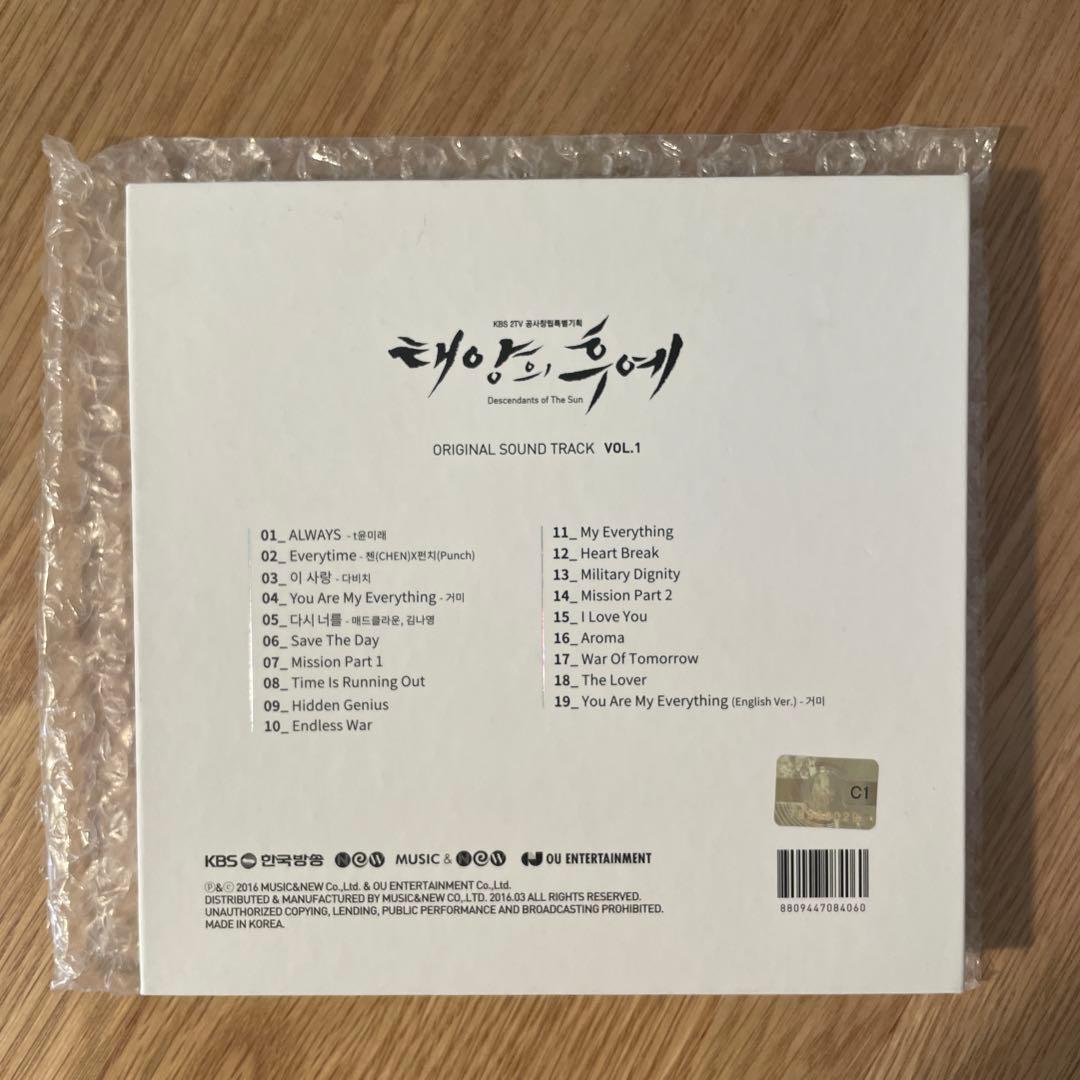 KBS 2TV 공사창립특별기획
태양의 후예
Descendants of The Sun
ORIGINAL SOUND TRACK VOL.1
01_ ALWAYS - t윤미래
02_ Everytime - 첸(CHEN)X펀치(Punch)
03_ 이 사랑 - 다비치
04_ You Are My Everything - 거미
05_ 다시 너를 - 매드클라운, 김나영
06_ Save The Day
07_ Mission Part 1
08_ Time Is Running Out
09_ Hidden Genius
10_ Endless War
11_ My Everything
12_ Heart Break
13_ Military Dignity
14_ Mission Part 2
15_ I Love You
16_ Aroma
17_ War Of Tomorrow
18_ The Lover
19_ You Are My Everything (English Ver.) - 거미
C1
KBS 한국방송 NEW MUSIC & NEW OU ENTERTAINMENT
Ⓟ&ⓒ 2016 MUSIC&NEW Co.,Ltd. & OU ENTERTAINMENT Co.,Ltd.
DISTRIBUTED & MANUFACTURED BY MUSIC&NEW CO,.LTD. 2016.03 ALL RIGHTS RESERVED.
UNAUTHORIZED COPYING, LENDING, PUBLIC PERFORMANCE AND BROADCASTING PROHIBITED.
MADE IN KOREA.
8809447084060